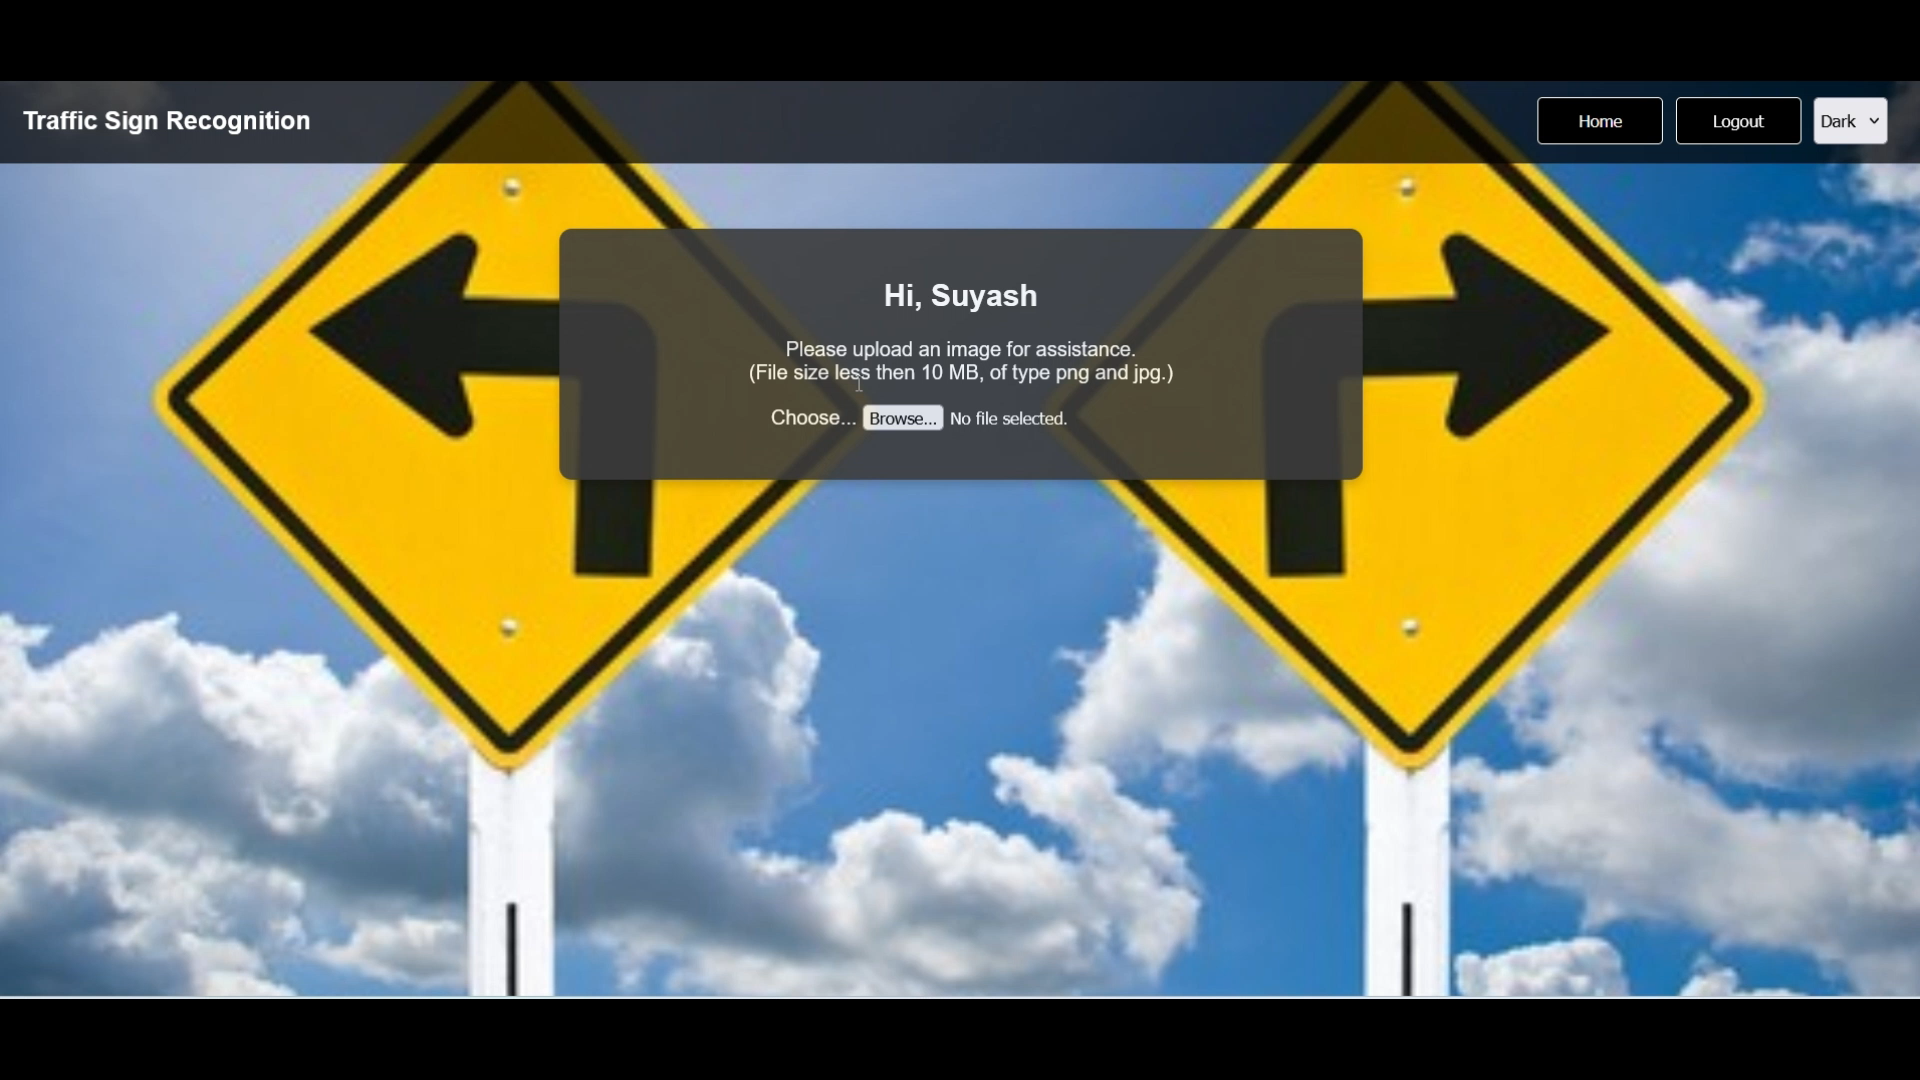 Traffic Sign Recognition
Home
Logout
Dark
Hi, Suyash
Please upload an image for assistance.
(File size less then 10 MB, of type png and jpg.)
Choose... Browse... No file selected.